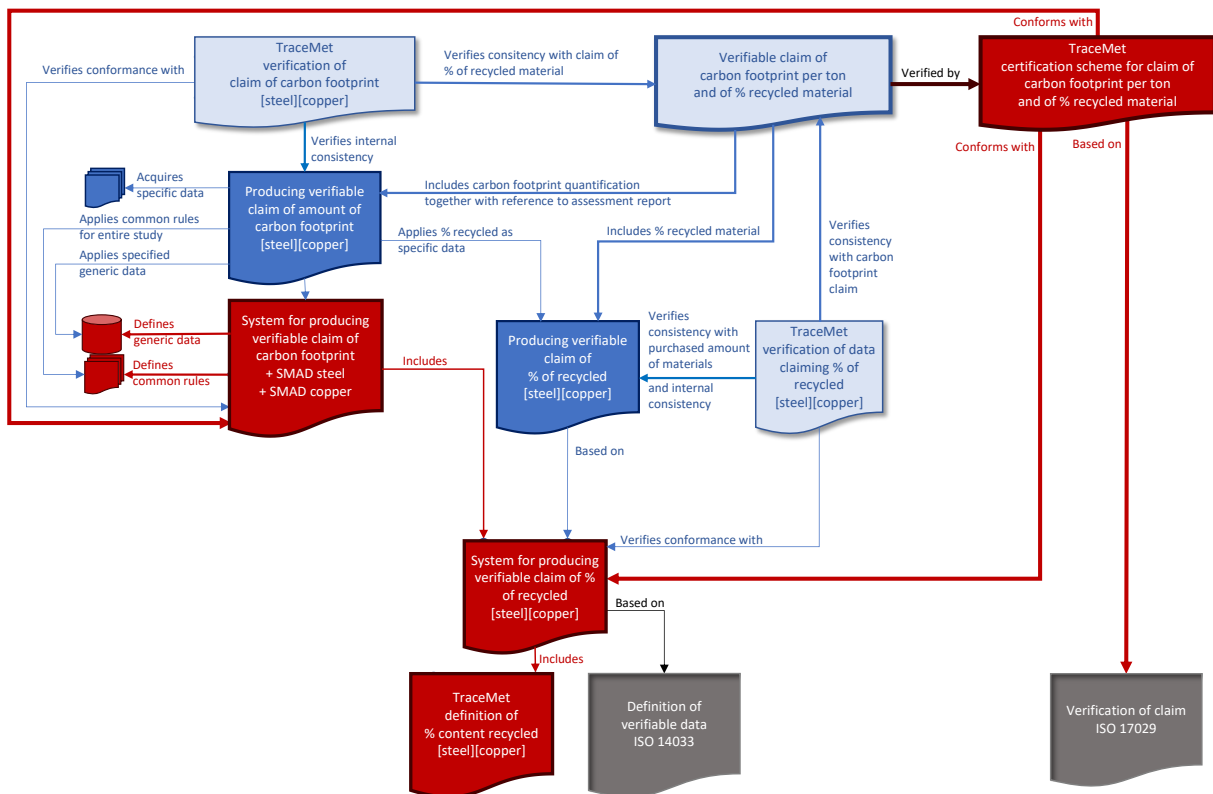 Conforms with
TraceMet
verification of
claim of carbon footprint
[steel][copper]
Verifies consitency with claim of
% of recycled material
Verifiable claim of
carbon footprint per ton
and of % recycled material
Verified by
TraceMet
certification scheme for claim of
carbon footprint per ton
and of % recycled material
Verifies conformance with
Verifies internal
consistency
Conforms with
Based on
Acquires
specific data
Producing verifiable
claim of amount of
carbon footprint
[steel][copper]
Includes carbon footprint quantification
together with reference to assessment report
Applies common rules
for entire study
Applies % recycled as
specific data
Includes % recycled material
Verifies
consistency
with carbon
footprint
claim
Applies specified
generic data
Defines
generic data
Defines
common rules
System for producing
verifiable claim of
carbon footprint
+ SMAD steel
+ SMAD copper
Includes
Producing verifiable
claim of
% of recycled
[steel][copper]
Verifies
consistency with
purchased amount
of materials
and internal
consistency
TraceMet
verification of data
claiming % of
recycled
[steel][copper]
Based on
Verifies conformance with
System for producing
verifiable claim of %
of recycled
[steel][copper]
Based on
Includes
TraceMet
definition of
% content recycled
[steel][copper]
Definition of
verifiable data
ISO 14033
Verification of claim
ISO 17029